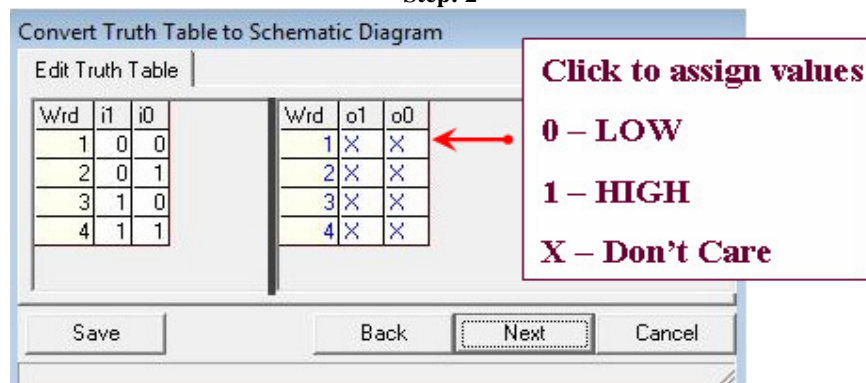 Step: 2
Convert Truth Table to Schematic Diagram
Edit Truth Table
Wrd i1 i0
1 0 0
2 0 1
3 1 0
4 1 1
Wrd o1 o0
1 X X
2 X X
3 X X
4 X X
Click to assign values
0 – LOW
1 – HIGH
X – Don’t Care
Save Back Next Cancel